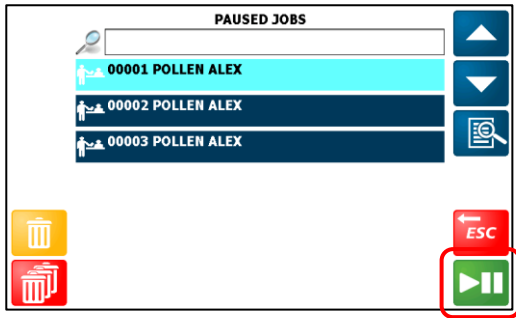 PAUSED JOBS
00001 POLLEN ALEX
00002 POLLEN ALEX
00003 POLLEN ALEX
ESC